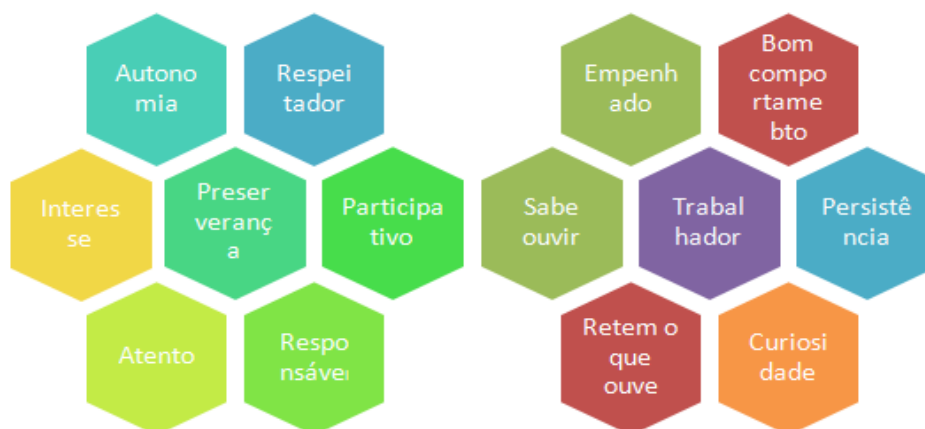 Autono
mia
Respei
tador
Interes
se
Preser
veranç
a
Participa
tivo
Atento
Respo
nsável
Empenh
ado
Bom
compo
rtame
bto
Sabe
ouvir
Trabal
hador
Persistê
ncia
Retem o
que
ouve
Curiosi
dade